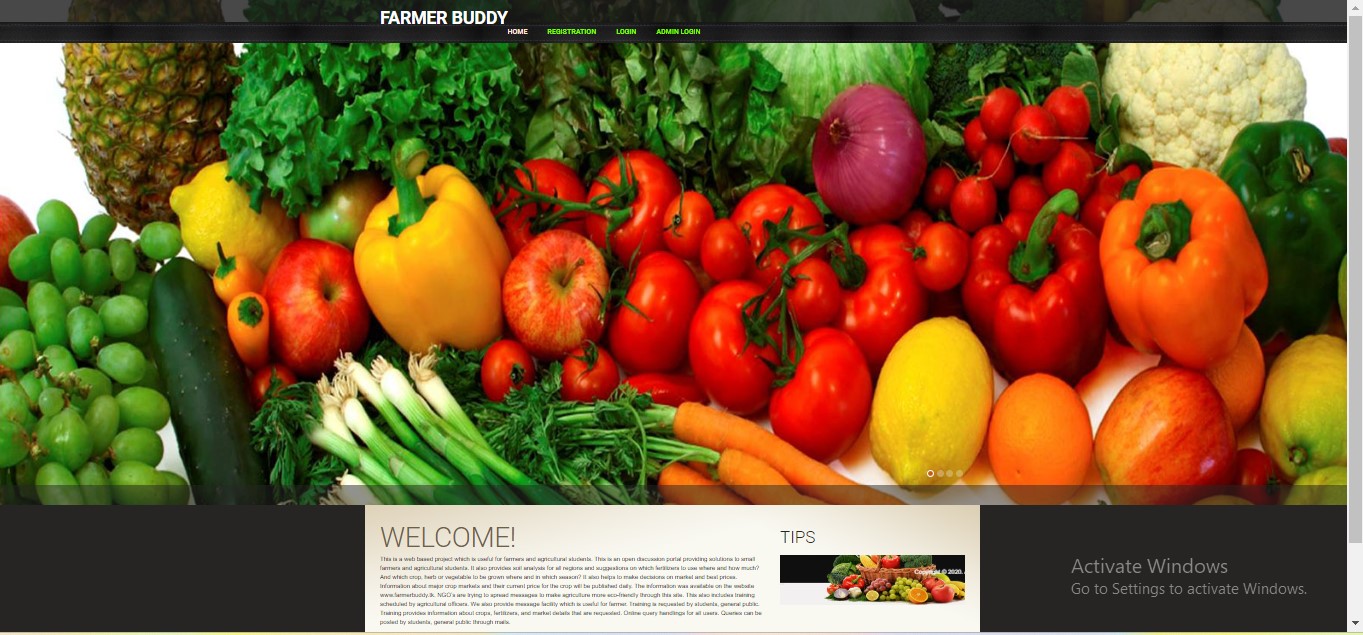 FARMER BUDDY
HOME REGISTRATION LOGIN ADMIN LOGIN
WELCOME!
This is a web based project which is useful for farmers and agricultural students. This is an open discussion portal providing solutions to small
farmers and agricultural students. It also provides soil analysis for all regions and suggestions on which fertilizers to use where and how much?
And which crop, herb or vegetable to be grown where and in which season? It also helps to make decisions on market and best prices.
Information about major crop markets and their current price for the crop will be published daily. The information was available on the website
www.farmerbuddy.tk. NGO's are trying to spread messages to make agriculture more eco-friendly through this site. This also includes training
scheduled by agricultural officers. We also provide message facility which is useful for farmer. Training is requested by students, general public.
Training provides information about crops, fertilizers, and market details that are requested. Online query handlings for all users. Queries can be
posted by students, general public through mails.
TIPS
Copyright © 2020.
Activate Windows
Go to Settings to activate Windows.